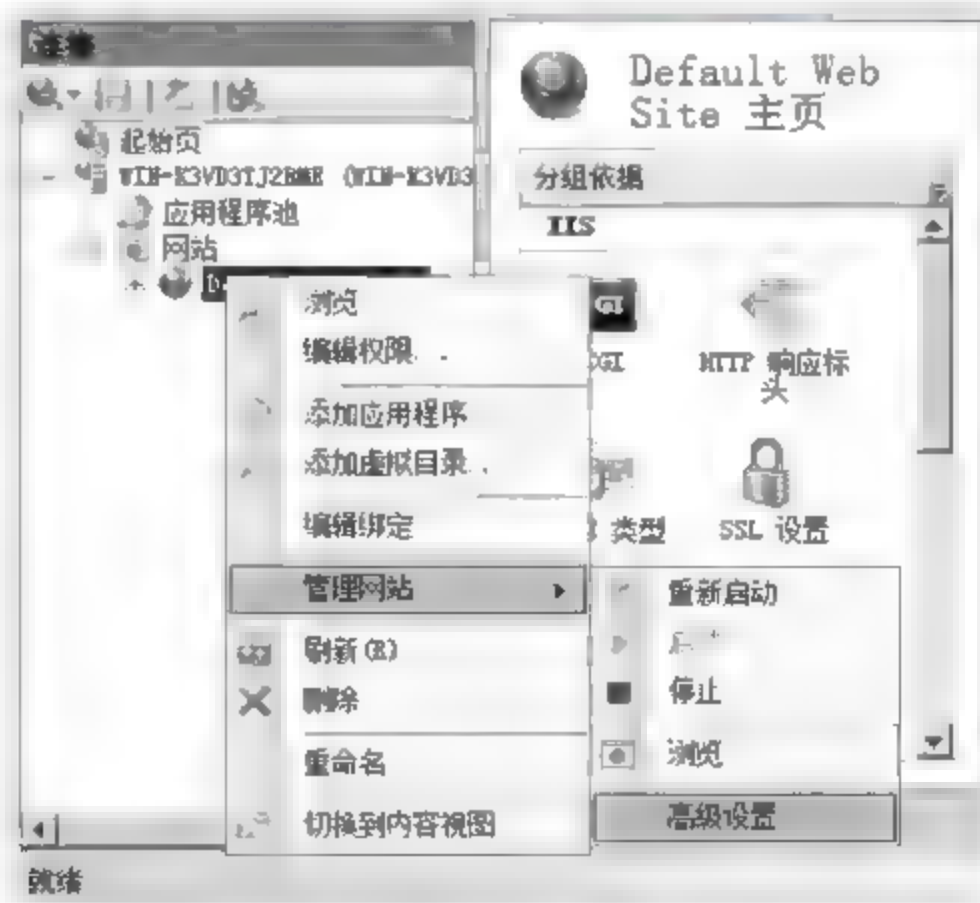 连接
起始页
WIN-K3VD3TJ2BME (WIN-K3VD3
应用程序池
网站
Default Web
Site 主页
分组依据
IIS
CGI
HTTP 响应标
头
类型
SSL 设置
浏览
编辑权限...
添加应用程序
添加虚拟目录...
编辑绑定
管理网站
刷新(R)
删除
重命名
切换到内容视图
重新启动
停止
浏览
高级设置
就绪